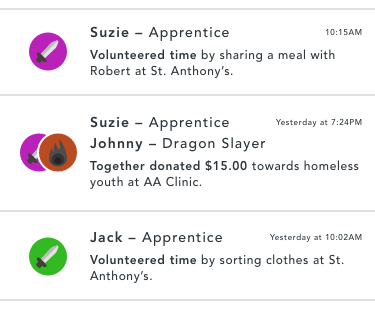 Suzie – Apprentice 10:15AM
Volunteered time by sharing a meal with
Robert at St. Anthony's.
Suzie – Apprentice Yesterday at 7:24PM
Johnny – Dragon Slayer
Together donated $15.00 towards homeless
youth at AA Clinic.
Jack – Apprentice Yesterday at 10:02AM
Volunteered time by sorting clothes at St.
Anthony's.